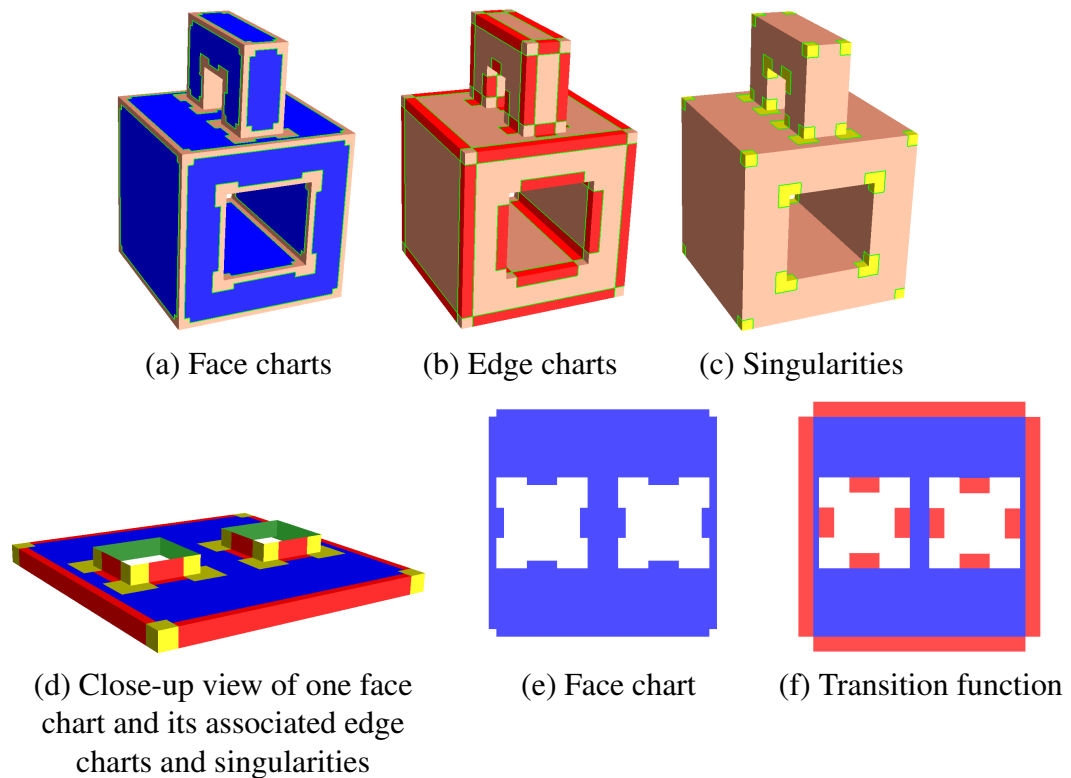 (a) Face charts
(b) Edge charts
(c) Singularities
(d) Close-up view of one face
chart and its associated edge
charts and singularities
(e) Face chart
(f) Transition function